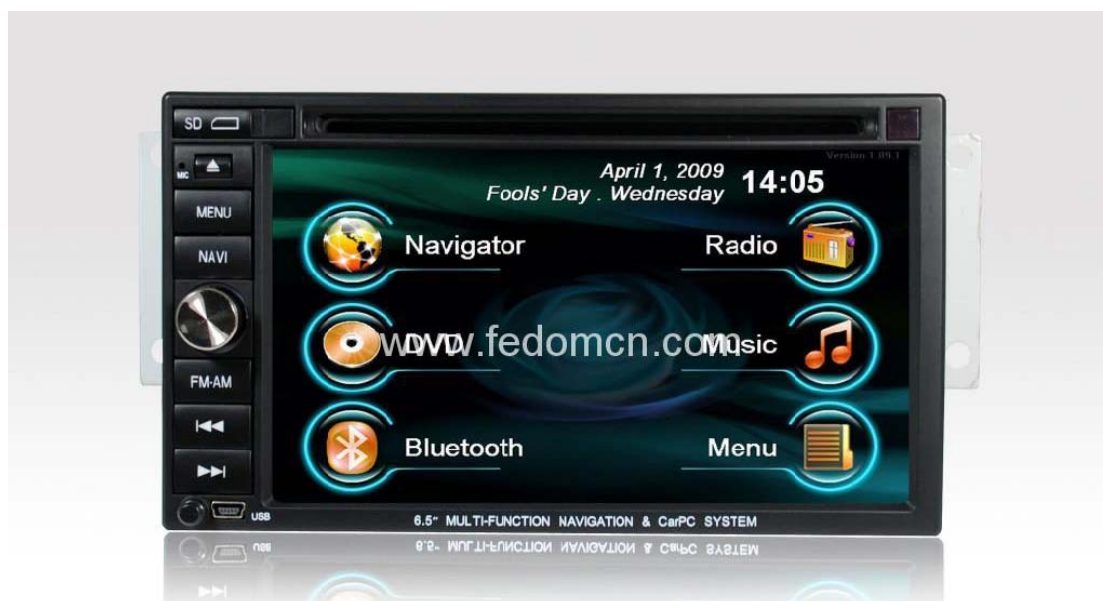 SD
MIC
MENU
NAVI
FM-AM
USB
Version 1.89.1
April 1, 2009
Fools' Day . Wednesday
14:05
Navigator
Radio
DVD
Music
www.fedomcn.com
Bluetooth
Menu
6.5" MULTI-FUNCTION NAVIGATION & CarPC SYSTEM